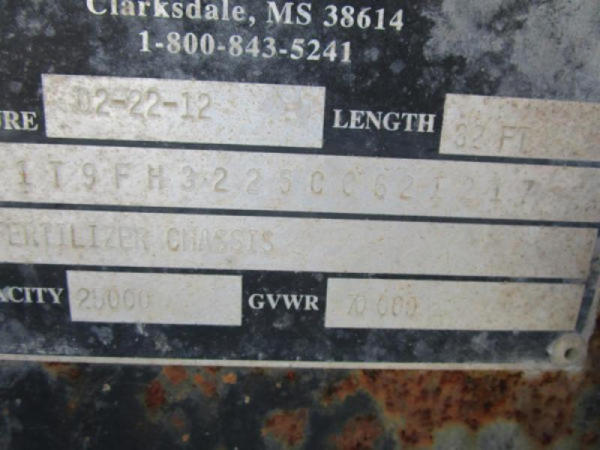 Clarksdale, MS 38614
1-800-843-5241
URE 02-22-12 LENGTH 32 FT
FERTILIZER CHASSIS
ACITY 25000 GVWR 70 000